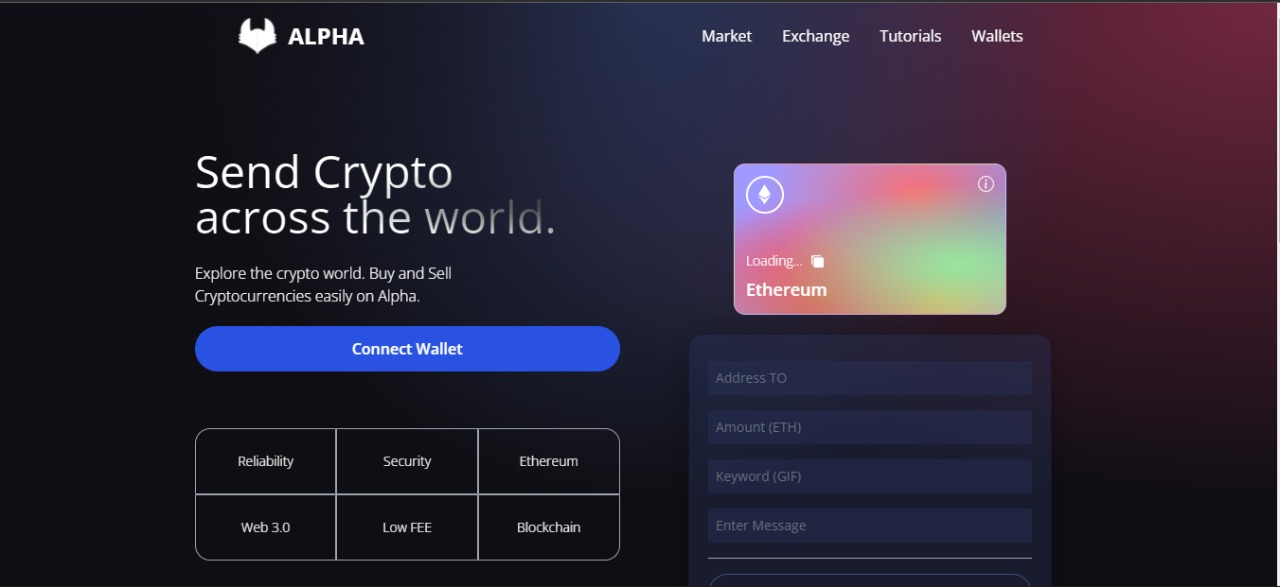 ALPHA
Market Exchange Tutorials Wallets
Send Crypto
across the world.
Explore the crypto world. Buy and Sell
Cryptocurrencies easily on Alpha.
Connect Wallet
Reliability Security Ethereum
Web 3.0 Low FEE Blockchain
i
Loading...
Ethereum
Address TO
Amount (ETH)
Keyword (GIF)
Enter Message